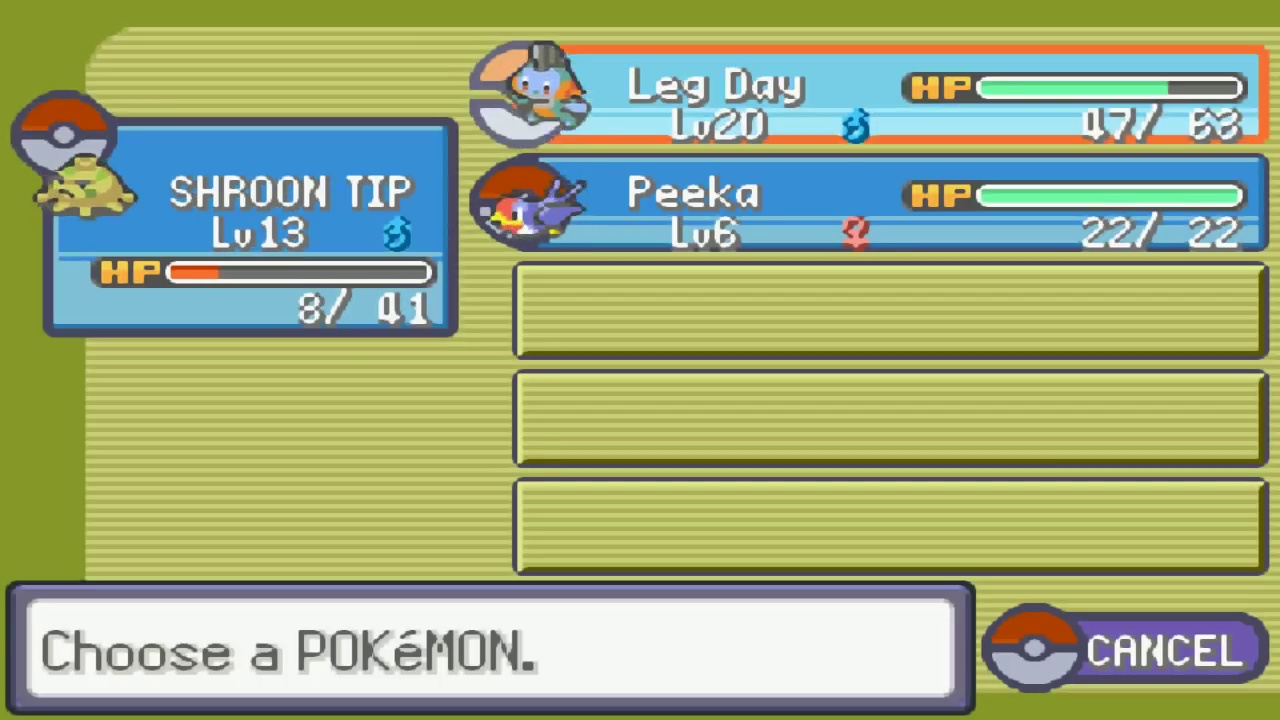 SHROON TIP
Lv13 ♂
HP
8/ 41
Leg Day
HP
Lv20 ♂
47/ 63
Peeka
HP
Lv6 ♀
22/ 22
Choose a POKéMON.
CANCEL